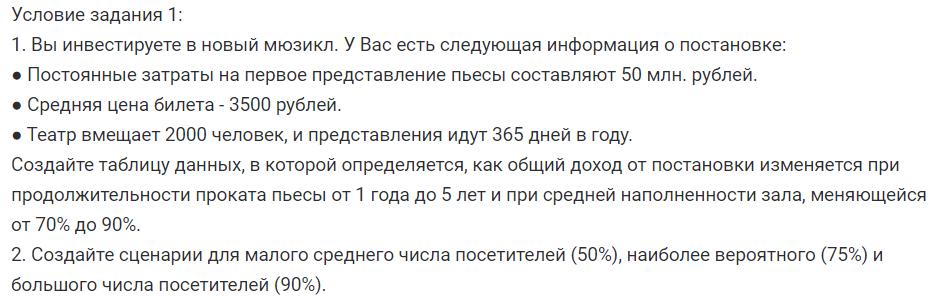 Условие задания 1:
1. Вы инвестируете в новый мюзикл. У Вас есть следующая информация о постановке:
● Постоянные затраты на первое представление пьесы составляют 50 млн. рублей.
● Средняя цена билета - 3500 рублей.
● Театр вмещает 2000 человек, и представления идут 365 дней в году.
Создайте таблицу данных, в которой определяется, как общий доход от постановки изменяется при
продолжительности проката пьесы от 1 года до 5 лет и при средней наполненности зала, меняющейся
от 70% до 90%.
2. Создайте сценарии для малого среднего числа посетителей (50%), наиболее вероятного (75%) и
большого числа посетителей (90%).